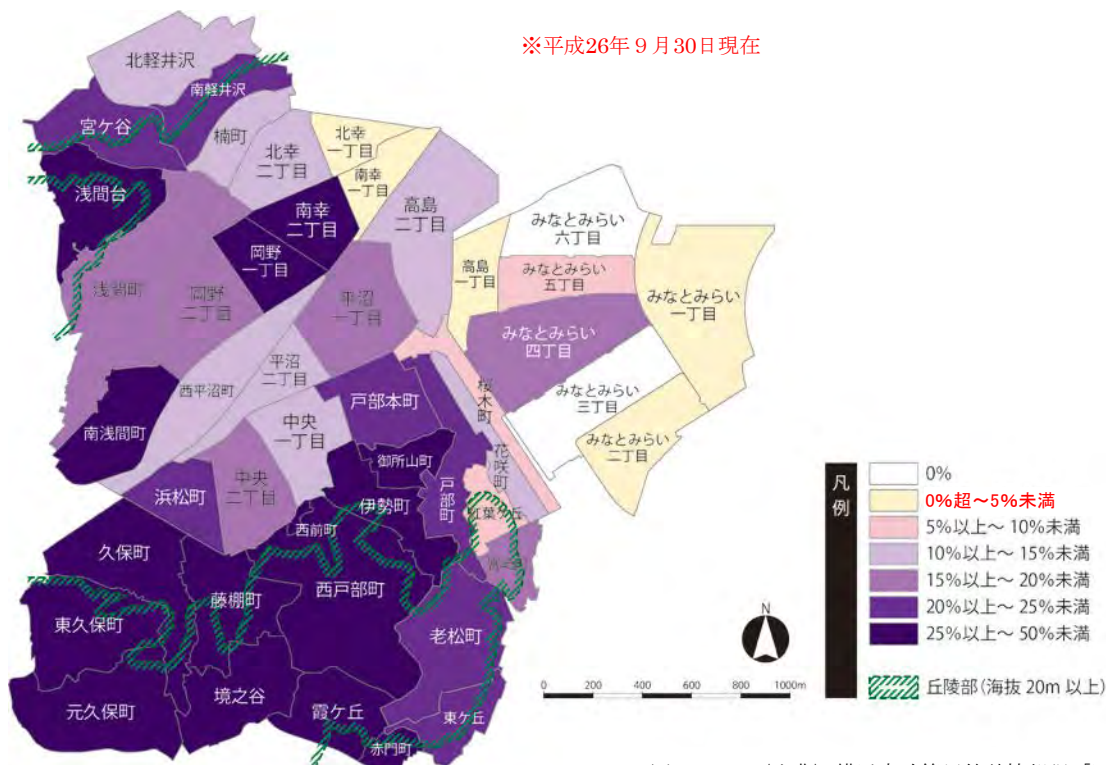 ※平成26年９月30日現在
北軽井沢
南軽井沢
宮ケ谷
楠町
北幸
二丁目
北幸
一丁目
南幸
一丁目
浅間台
南幸
二丁目
高島
二丁目
岡野
一丁目
みなとみらい
六丁目
高島
一丁目
みなとみらい
五丁目
みなとみらい
一丁目
浅間町
岡野
二丁目
平沼
一丁目
みなとみらい
四丁目
平沼
二丁目
西平沼町
桜木町
みなとみらい
三丁目
戸部本町
中央
一丁目
南浅間町
みなとみらい
二丁目
御所山町
花咲町
中央
二丁目
浜松町
戸部町
伊勢町
紅葉ケ丘
西前町
久保町
西戸部町
藤棚町
東久保町
老松町
境之谷
元久保町
霞ケ丘
東ケ丘
赤門町
凡例
0%
0%超～5%未満
5%以上～10%未満
10%以上～15%未満
15%以上～20%未満
20%以上～25%未満
25%以上～50%未満
丘陵部(海抜20m以上)
N
0 200 400 600 800 1000m